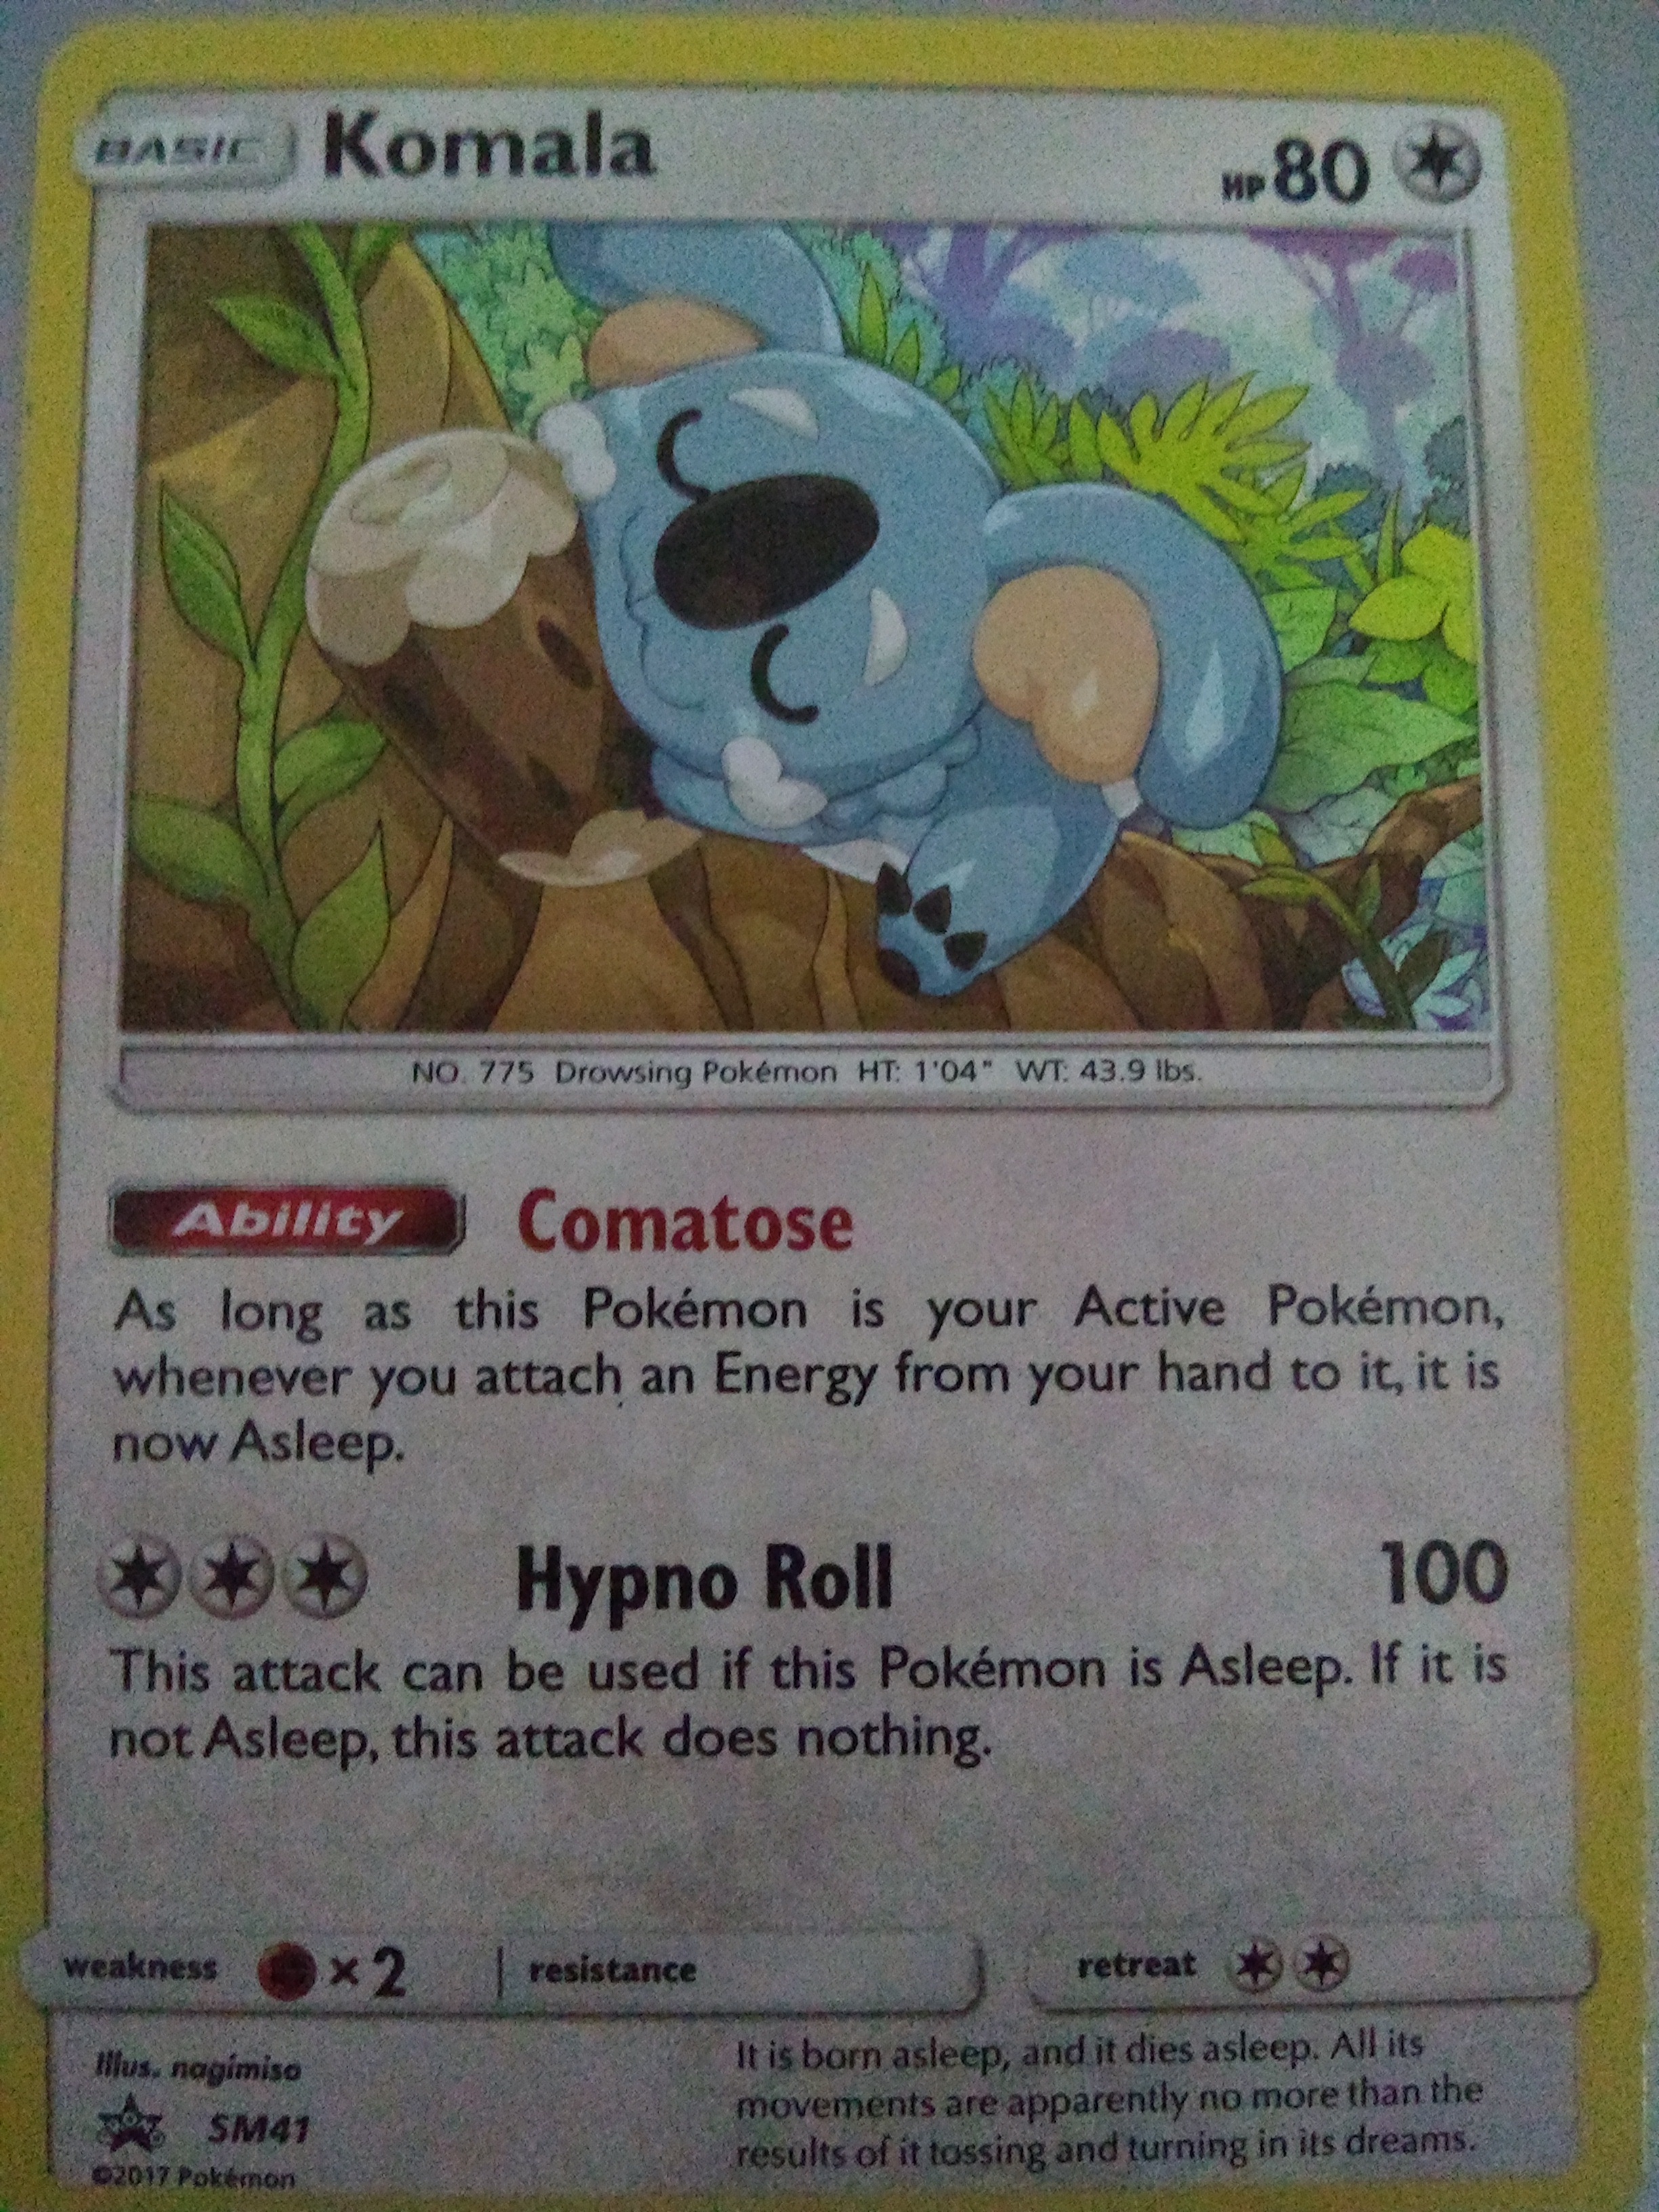 BASIC Komala HP 80
NO. 775 Drowsing Pokémon HT: 1'04" WT: 43.9 lbs.
Ability Comatose
As long as this Pokémon is your Active Pokémon,
whenever you attach an Energy from your hand to it, it is
now Asleep.
Hypno Roll 100
This attack can be used if this Pokémon is Asleep. If it is
not Asleep, this attack does nothing.
weakness ×2 resistance retreat
Illus. nagimiso
SM41
©2017 Pokémon
It is born asleep, and it dies asleep. All its
movements are apparently no more than the
results of it tossing and turning in its dreams.